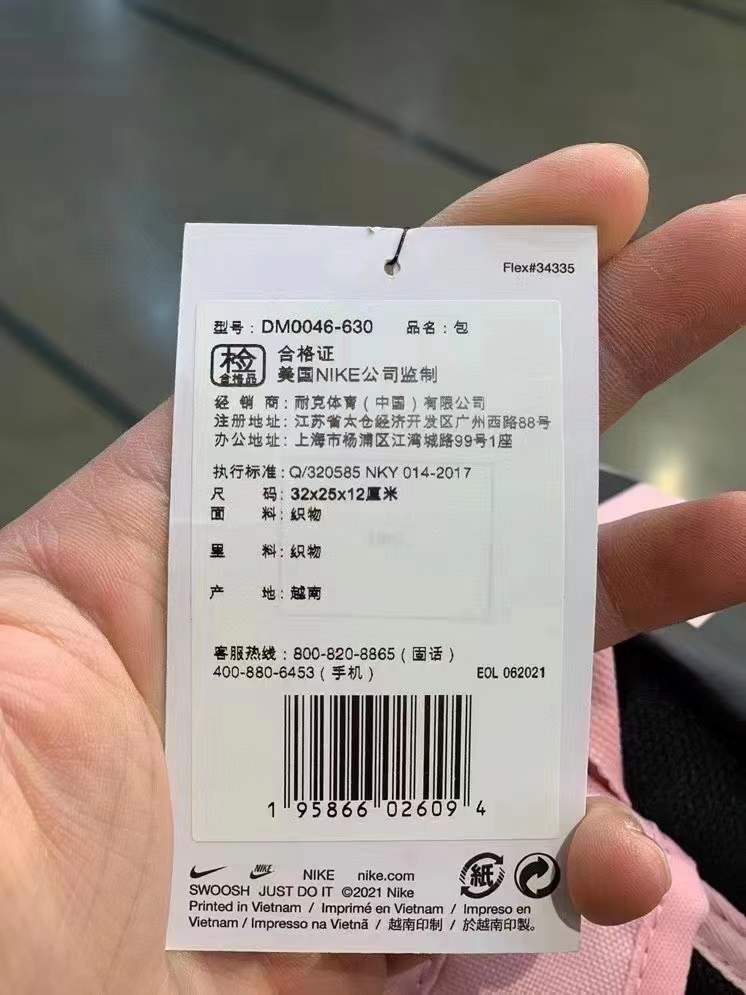 Flex#34335
型号：DM0046-630 品名：包
检 合格品
合格证
美国NIKE公司监制
经 销 商：耐克体育（中国）有限公司
注册地址：江苏省太仓经济开发区广州西路88号
办公地址：上海市杨浦区江湾城路99号1座
执行标准：Q/320585 NKY 014-2017
尺 码：32x25x12厘米
面 料：织物
里 料：织物
产 地：越南
客服热线：800-820-8865（固话）
400-880-6453（手机） EOL 062021
1 95866 02609 4
NIKE NIKE nike.com 紙
SWOOSH JUST DO IT ©2021 Nike
Printed in Vietnam / Imprimé en Vietnam / Impreso en
Vietnam / Impresso na Vietnã / 越南印制 / 於越南印製。